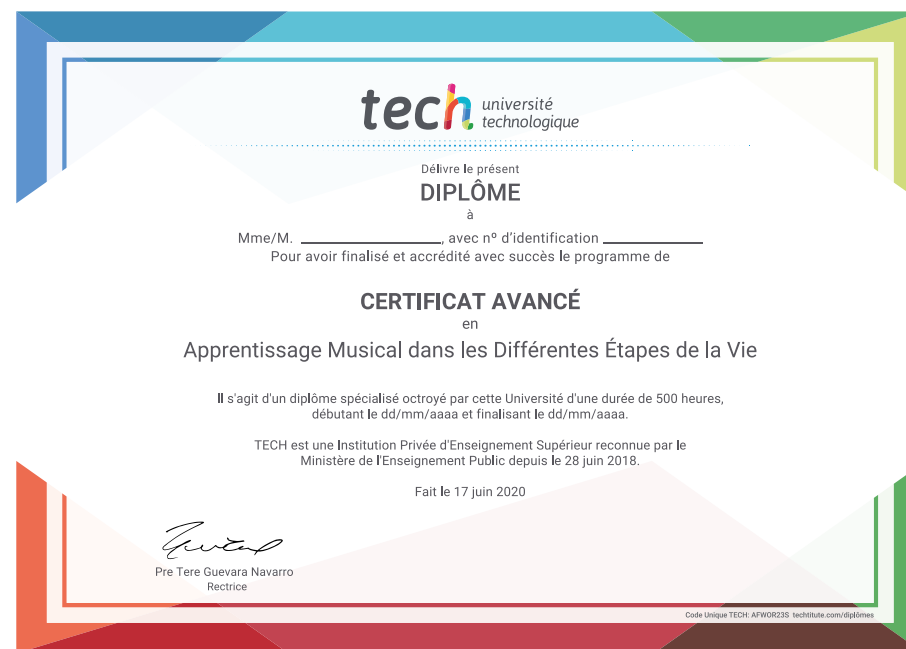 tech université
technologique
Délivre le présent
DIPLÔME
à
Mme/M. ____________________, avec nº d'identification ______________
Pour avoir finalisé et accrédité avec succès le programme de
CERTIFICAT AVANCÉ
en
Apprentissage Musical dans les Différentes Étapes de la Vie
Il s'agit d'un diplôme spécialisé octroyé par cette Université d'une durée de 500 heures,
débutant le dd/mm/aaaa et finalisant le dd/mm/aaaa.
TECH est une Institution Privée d'Enseignement Supérieur reconnue par le
Ministère de l'Enseignement Public depuis le 28 juin 2018.
Fait le 17 juin 2020
Pre Tere Guevara Navarro
Rectrice
Code Unique TECH: AFWOR23S techtitute.com/diplômes